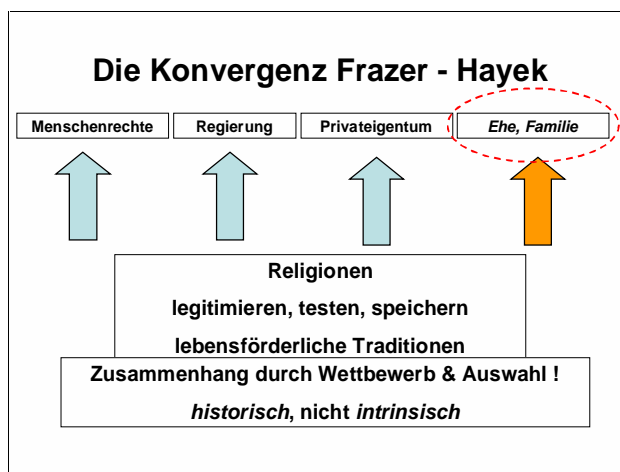 Die Konvergenz Frazer - Hayek
Menschenrechte
Regierung
Privateigentum
Ehe, Familie
Religionen
legitimieren, testen, speichern
lebensförderliche Traditionen
Zusammenhang durch Wettbewerb & Auswahl !
historisch, nicht intrinsisch